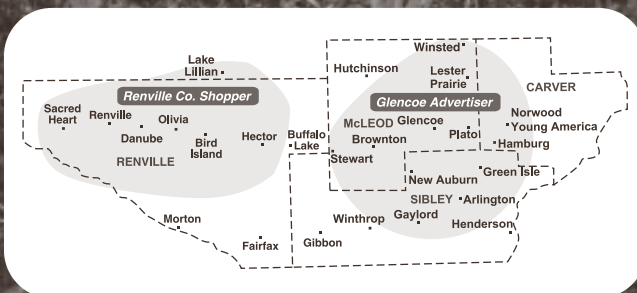 Winsted
Lake
Lillian
Hutchinson
Lester
Prairie
CARVER
Renville Co. Shopper
Glencoe Advertiser
Sacred
Heart
Renville
Olivia
Danube
Bird
Island
Hector
Buffalo
Lake
RENVILLE
McLEOD
Glencoe
Plato
Norwood
Young America
Brownton
Hamburg
Stewart
New Auburn
Green Isle
SIBLEY
Arlington
Morton
Fairfax
Gibbon
Winthrop
Gaylord
Henderson